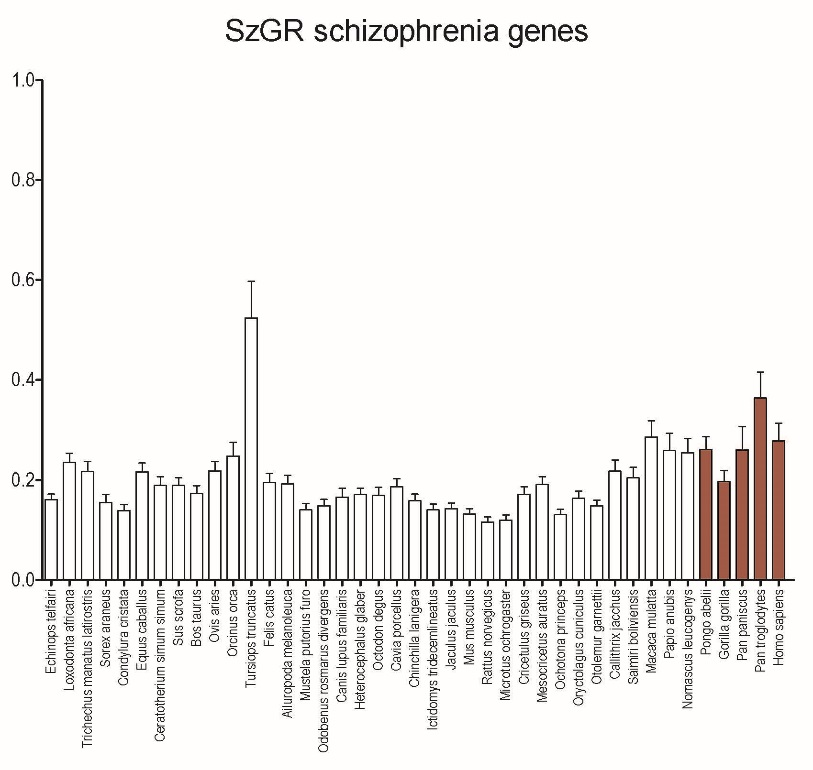 SzGR schizophrenia genes
1.0
0.8
0.6
0.4
0.2
0.0
Echinops telfairi
Loxodonta africana
Trichechus manatus latirostris
Sorex araneus
Condylura cristata
Equus caballus
Ceratotherium simum simum
Sus scrofa
Bos taurus
Ovis aries
Orcinus orca
Tursiops truncatus
Felis catus
Ailuropoda melanoleuca
Mustela putorius furo
Odobenus rosmarus divergens
Canis lupus familiaris
Heterocephalus glaber
Octodon degus
Cavia porcellus
Chinchilla lanigera
Ictidomys tridecemlineatus
Jaculus jaculus
Mus musculus
Rattus norvegicus
Microtus ochrogaster
Cricetulus griseus
Mesocricetus auratus
Ochotona princeps
Oryctolagus cuniculus
Otolemur garnettii
Callithrix jacchus
Saimiri boliviensis
Macaca mulatta
Papio anubis
Nomascus leucogenys
Pongo abelii
Gorilla gorilla
Pan paniscus
Pan troglodytes
Homo sapiens